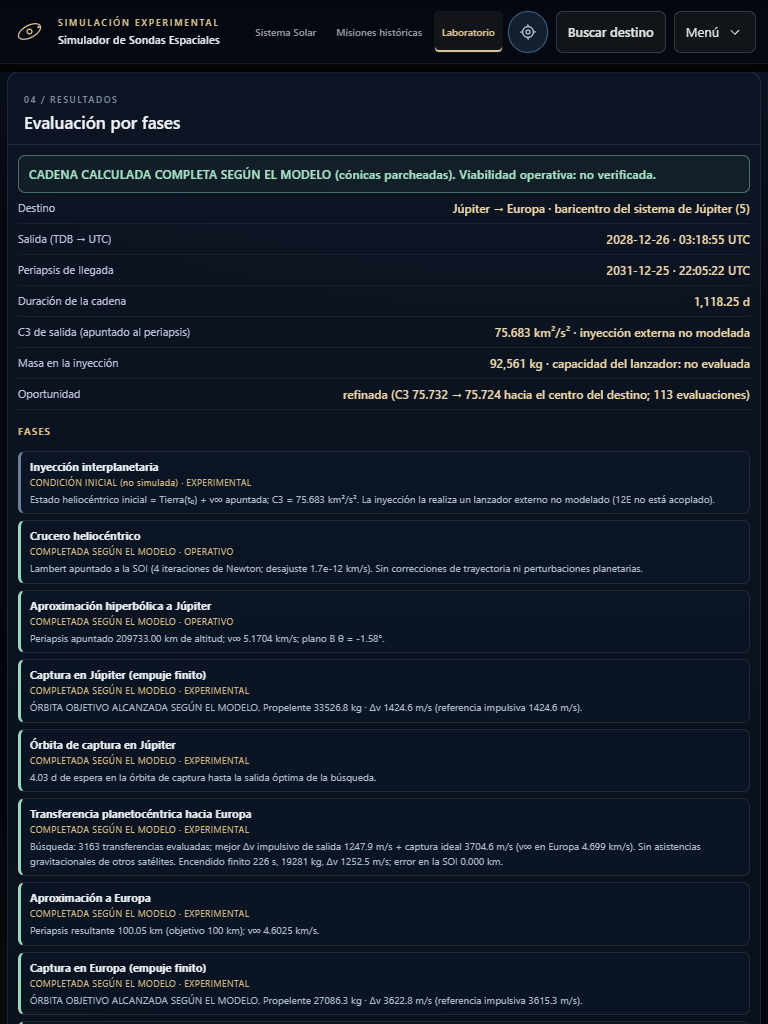 SIMULACIÓN EXPERIMENTAL
Simulador de Sondas Espaciales
Sistema Solar
Misiones históricas
Laboratorio
Buscar destino
Menú
04 / RESULTADOS
Evaluación por fases
CADENA CALCULADA COMPLETA SEGÚN EL MODELO (cónicas parcheadas). Viabilidad operativa: no verificada.
Destino
Júpiter → Europa · baricentro del sistema de Júpiter (5)
Salida (TDB → UTC)
2028-12-26 · 03:18:55 UTC
Periapsis de llegada
2031-12-25 · 22:05:22 UTC
Duración de la cadena
1,118.25 d
C3 de salida (apuntado al periapsis)
75.683 km²/s² · inyección externa no modelada
Masa en la inyección
92,561 kg · capacidad del lanzador: no evaluada
Oportunidad
refinada (C3 75.732 → 75.724 hacia el centro del destino; 113 evaluaciones)
FASES
Inyección interplanetaria
CONDICIÓN INICIAL (no simulada) · EXPERIMENTAL
Estado heliocéntrico inicial = Tierra(t₀) + v∞ apuntada; C3 = 75.683 km²/s². La inyección la realiza un lanzador externo no modelado (12E no está acoplado).
Crucero heliocéntrico
COMPLETADA SEGÚN EL MODELO · OPERATIVO
Lambert apuntado a la SOI (4 iteraciones de Newton; desajuste 1.7e-12 km/s). Sin correcciones de trayectoria ni perturbaciones planetarias.
Aproximación hiperbólica a Júpiter
COMPLETADA SEGÚN EL MODELO · OPERATIVO
Periapsis apuntado 209733.00 km de altitud; v∞ 5.1704 km/s; plano B θ = -1.58°.
Captura en Júpiter (empuje finito)
COMPLETADA SEGÚN EL MODELO · EXPERIMENTAL
ÓRBITA OBJETIVO ALCANZADA SEGÚN EL MODELO. Propelente 33526.8 kg · Δv 1424.6 m/s (referencia impulsiva 1424.6 m/s).
Órbita de captura en Júpiter
COMPLETADA SEGÚN EL MODELO · EXPERIMENTAL
4.03 d de espera en la órbita de captura hasta la salida óptima de la búsqueda.
Transferencia planetocéntrica hacia Europa
COMPLETADA SEGÚN EL MODELO · EXPERIMENTAL
Búsqueda: 3163 transferencias evaluadas; mejor Δv impulsivo de salida 1247.9 m/s + captura ideal 3704.6 m/s (v∞ en Europa 4.699 km/s). Sin asistencias
gravitacionales de otros satélites. Encendido finito 226 s, 19281 kg, Δv 1252.5 m/s; error en la SOI 0.000 km.
Aproximación a Europa
COMPLETADA SEGÚN EL MODELO · EXPERIMENTAL
Periapsis resultante 100.05 km (objetivo 100 km); v∞ 4.6025 km/s.
Captura en Europa (empuje finito)
COMPLETADA SEGÚN EL MODELO · EXPERIMENTAL
ÓRBITA OBJETIVO ALCANZADA SEGÚN EL MODELO. Propelente 27086.3 kg · Δv 3622.8 m/s (referencia impulsiva 3615.3 m/s).